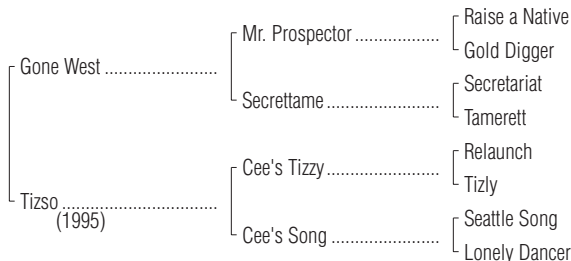 Raise a Native
Mr. Prospector ..................
Gold Digger
Gone West ........................
Secretariat
Secrettame ........................
Tamerett
Relaunch
Cee's Tizzy ........................
Tizly
Tizso .................................
(1995)
Seattle Song
Cee's Song .......................
Lonely Dancer